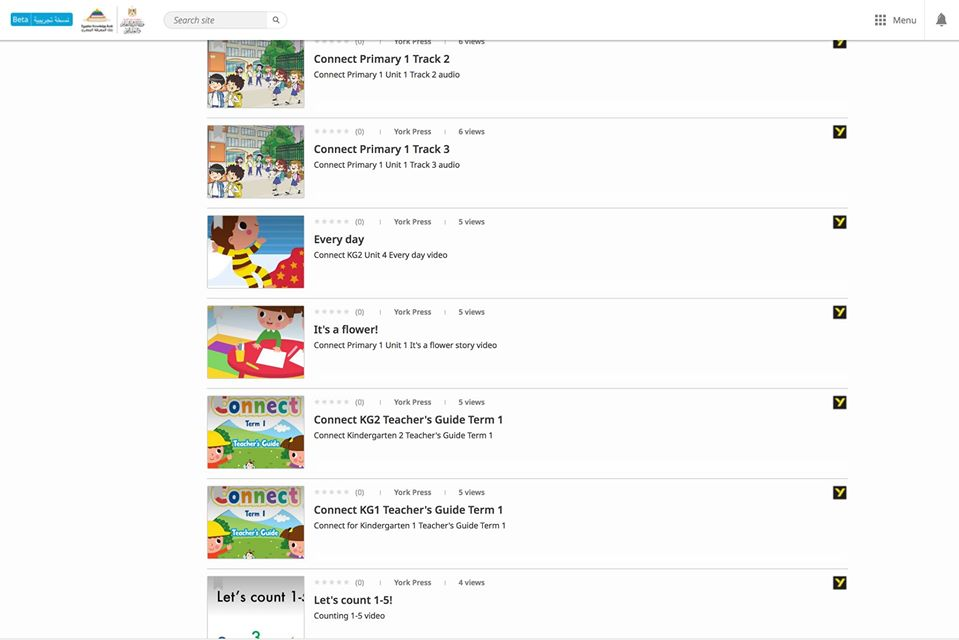 Beta نسخة تجريبية
Search site
Menu
(0) York Press 6 views
Connect Primary 1 Track 2
Connect Primary 1 Unit 1 Track 2 audio
(0) York Press 6 views
Connect Primary 1 Track 3
Connect Primary 1 Unit 1 Track 3 audio
(0) York Press 5 views
Every day
Connect KG2 Unit 4 Every day video
(0) York Press 5 views
It's a flower!
Connect Primary 1 Unit 1 It's a flower story video
Connect
Term 1
Teacher's Guide
(0) York Press 5 views
Connect KG2 Teacher's Guide Term 1
Connect Kindergarten 2 Teacher's Guide Term 1
Connect
Term 1
Teacher's Guide
(0) York Press 5 views
Connect KG1 Teacher's Guide Term 1
Connect for Kindergarten 1 Teacher's Guide Term 1
Let's count 1-
3
(0) York Press 4 views
Let's count 1-5!
Counting 1-5 video